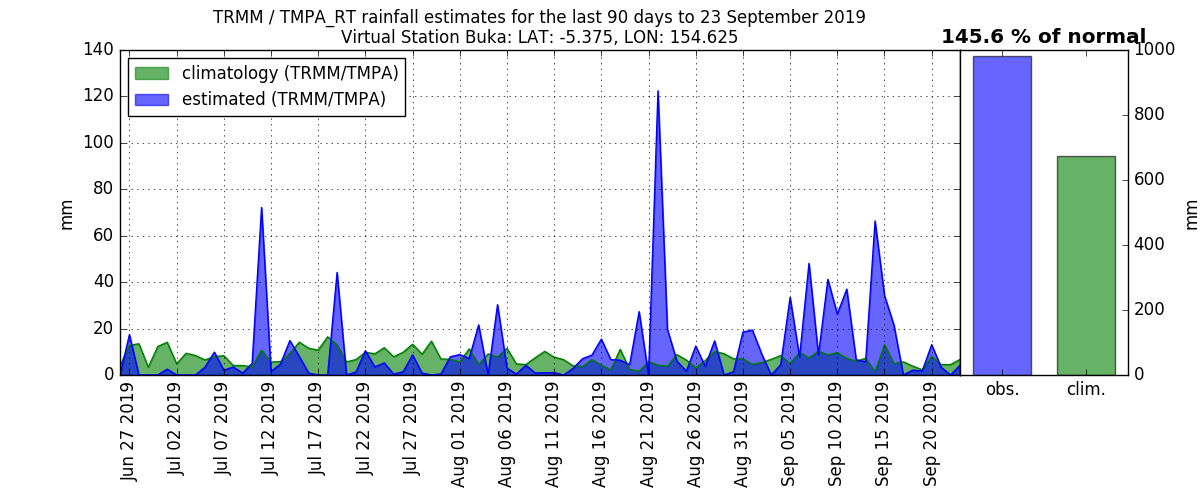 TRMM / TMPA_RT rainfall estimates for the last 90 days to 23 September 2019
Virtual Station Buka: LAT: -5.375, LON: 154.625
145.6 % of normal
climatology (TRMM/TMPA)
estimated (TRMM/TMPA)
mm
140
120
100
80
60
40
20
0
Jun 27 2019
Jul 02 2019
Jul 07 2019
Jul 12 2019
Jul 17 2019
Jul 22 2019
Jul 27 2019
Aug 01 2019
Aug 06 2019
Aug 11 2019
Aug 16 2019
Aug 21 2019
Aug 26 2019
Aug 31 2019
Sep 05 2019
Sep 10 2019
Sep 15 2019
Sep 20 2019
1000
800
600
400
200
0
mm
obs.
clim.